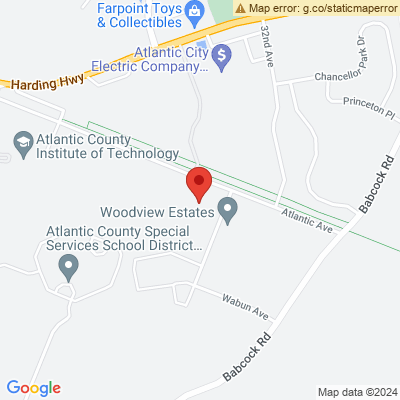 Map error: g.co/staticmaperror
Farpoint Toys &
Collectibles
32nd Ave
Chancellor Park Dr
Atlantic City
Electric Company...
Harding Hwy
Princeton Pl
Atlantic County
Institute of Technology
Babcock Rd
Woodview Estates
Atlantic Ave
Atlantic County Special
Services School District...
Wabun Ave
Babcock Rd
Google
Map data ©2024